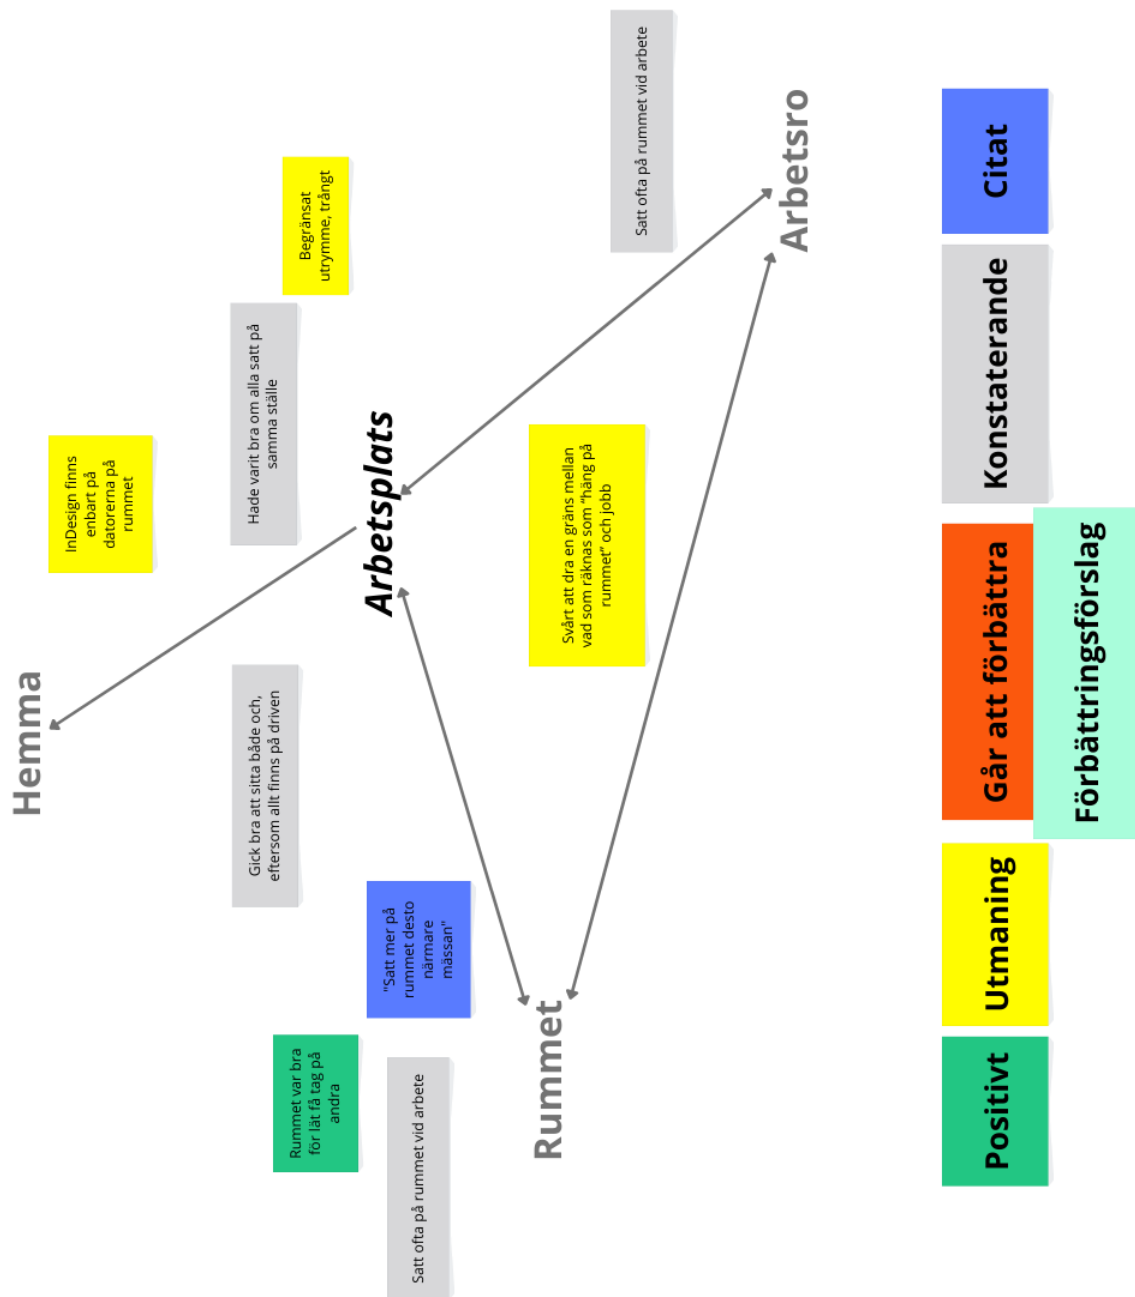 Hemma
InDesign finns
enbart på
datorerna på
rummet
Gick bra att sitta både och,
eftersom allt finns på driven
Hade varit bra om alla satt på
samma ställe
Rummet var bra
för lät få tag på
andra
Begränsat
utrymme, trångt
"Satt mer på
rummet desto
närmare
mässan"
Arbetsplats
Satt ofta på rummet vid arbete
Rummet
Svårt att dra en gräns mellan
vad som räknas som “häng på
rummet” och jobb
Satt ofta på rummet vid arbete
Arbetsro
Positivt
Utmaning
Går att förbättra
Konstaterande
Citat
Förbättringsförslag